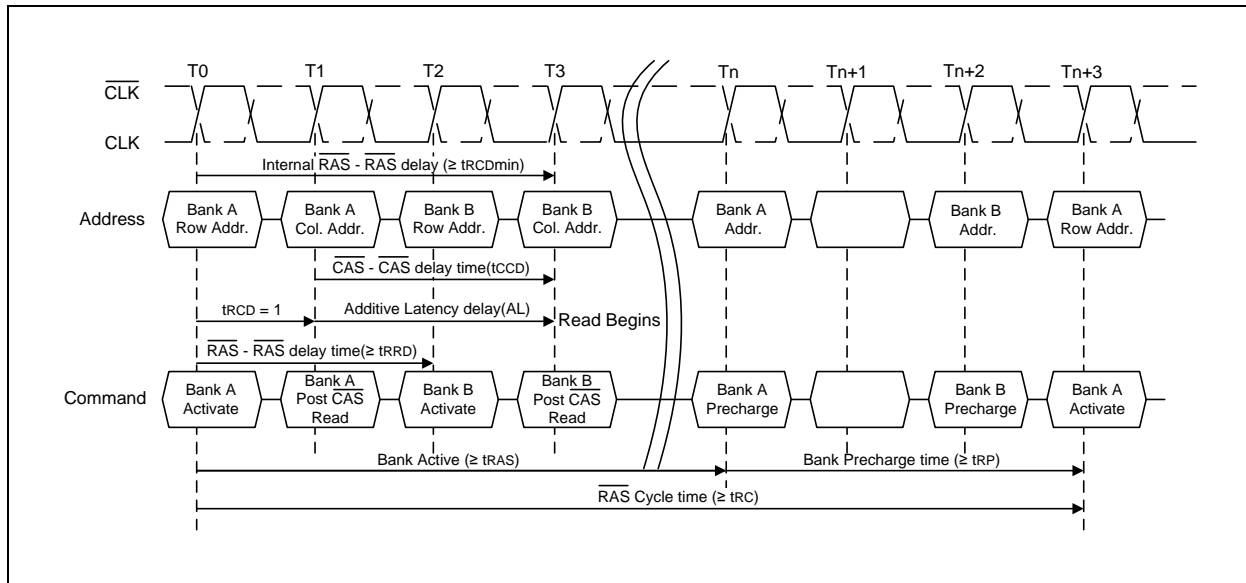 T0 T1 T2 T3 Tn Tn+1 Tn+2 Tn+3
CLK
CLK
Internal RAS - RAS delay (≥ tRCDmin)
Address
Bank A Row Addr.
Bank A Col. Addr.
Bank B Row Addr.
Bank B Col. Addr.
Bank A Addr.
Bank B Addr.
Bank A Row Addr.
CAS - CAS delay time(tCCD)
tRCD = 1
Additive Latency delay(AL)
Read Begins
RAS - RAS delay time(≥ tRRD)
Command
Bank A Activate
Bank A Post CAS Read
Bank B Activate
Bank B Post CAS Read
Bank A Precharge
Bank B Precharge
Bank A Activate
Bank Active (≥ tRAS)
Bank Precharge time (≥ tRP)
RAS Cycle time (≥ tRC)